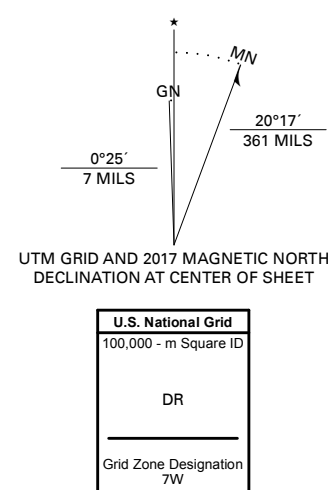 ★
MN
GN
20°17´
361 MILS
0°25´
7 MILS
UTM GRID AND 2017 MAGNETIC NORTH
DECLINATION AT CENTER OF SHEET
U.S. National Grid
100,000 - m Square ID
DR
Grid Zone Designation
7W